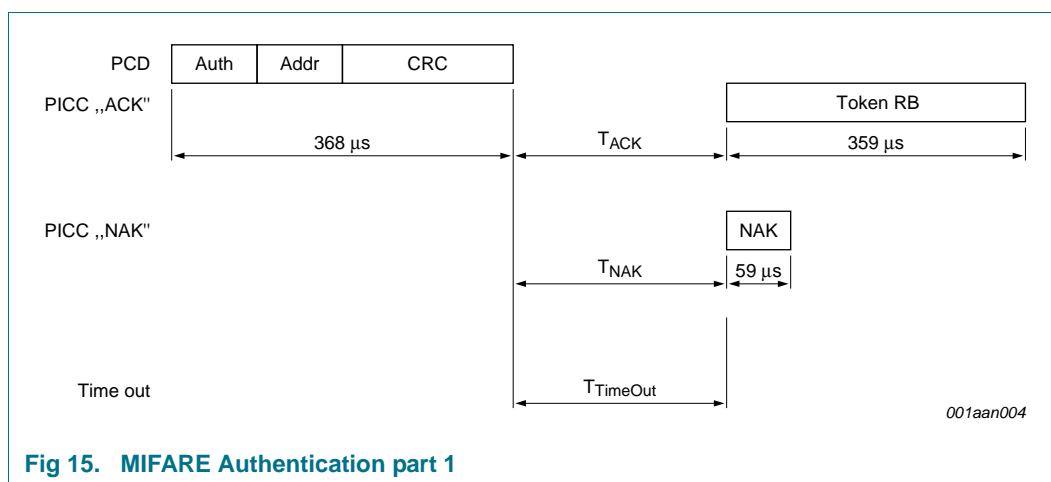 PCD Auth Addr CRC
PICC ,,ACK" Token RB
368 μs TACK 359 μs
PICC ,,NAK" NAK
TNAK 59 μs
Time out TTimeOut
001aan004
Fig 15. MIFARE Authentication part 1